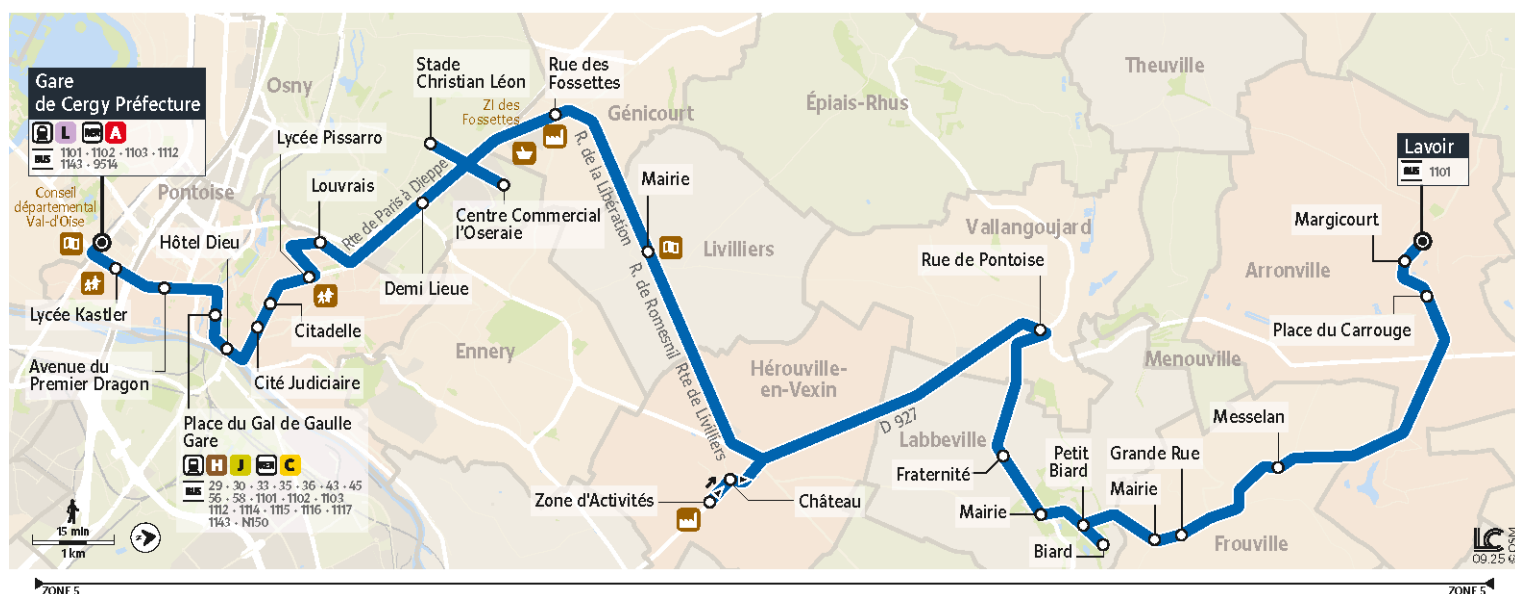 Gare
de Cergy Préfecture
L RER A
BUS 1101 · 1102 · 1103 · 1112
1143 · 9514
Conseil
départemental
Val-d'Oise
Osny
Pontoise
Lycée Kastler
Avenue du
Premier Dragon
Hôtel Dieu
Place du Gal de Gaulle
Gare
H J RER C
BUS 29 · 30 · 33 · 35 · 36 · 43 · 45
56 · 58 · 1101 · 1102 · 1103
1112 · 1114 · 1115 · 1116 · 1117
1143 · N150
Cité Judiciaire
Citadelle
Lycée Pissarro
Louvrais
Rte de Paris à Dieppe
Demi Lieue
Stade
Christian Léon
Centre Commercial
l'Oseraie
ZI des
Fossettes
Rue des
Fossettes
Génicourt
R. de la Libération
Mairie
Livilliers
R. de Romesnil
Rte de Livilliers
Ennery
Épiais-Rhus
Theuville
Hérouville-
en-Vexin
Zone d'Activités
Château
D 927
Vallangoujard
Rue de Pontoise
Labbeville
Fraternité
Mairie
Petit
Biard
Biard
Menouville
Grande Rue
Mairie
Messelan
Frouville
Arronville
Place du Carrouge
Margicourt
Lavoir
BUS 1101
15 min
1 km
Z
LC
09.25 © OSM
ZONE 5
ZONE 5